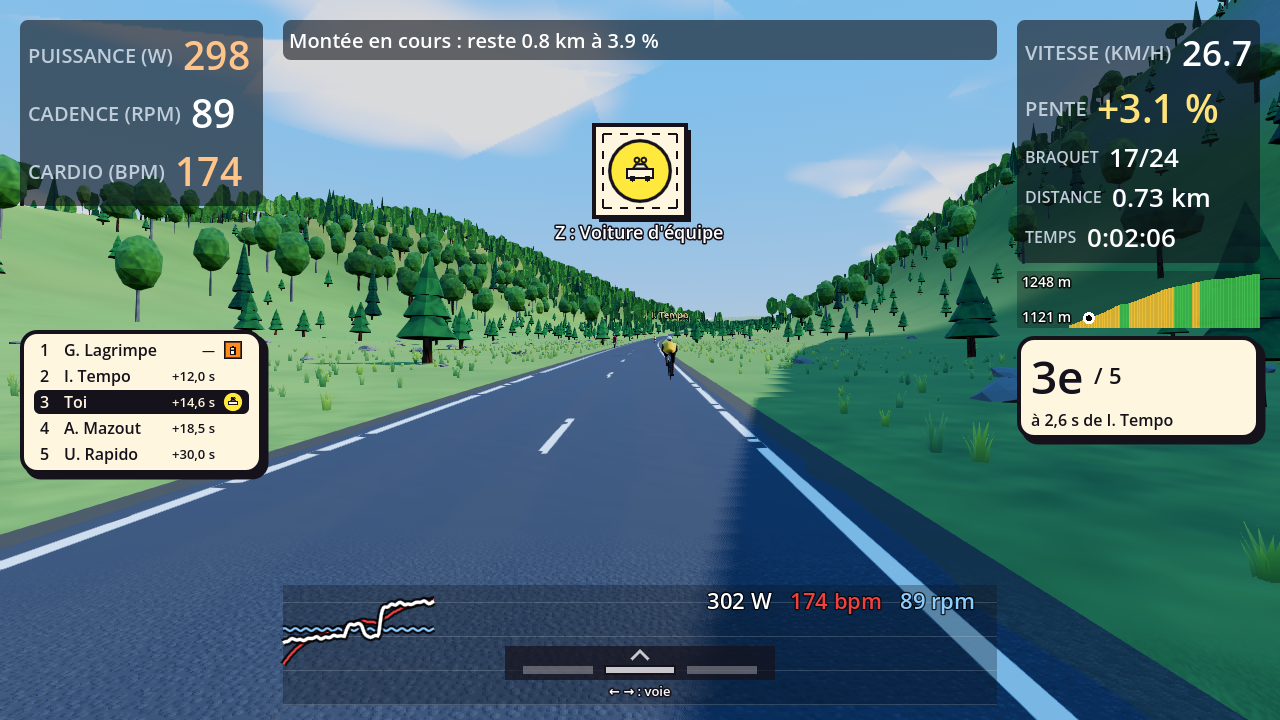 PUISSANCE (W) 298
CADENCE (RPM) 89
CARDIO (BPM) 174
Montée en cours : reste 0.8 km à 3.9 %
VITESSE (KM/H) 26.7
PENTE +3.1 %
BRAQUET 17/24
DISTANCE 0.73 km
TEMPS 0:02:06
1248 m
1121 m
Z : Voiture d'équipe
I. Tempo
1 G. Lagrimpe —
2 I. Tempo +12,0 s
3 Toi +14,6 s
4 A. Mazout +18,5 s
5 U. Rapido +30,0 s
3e / 5
à 2,6 s de I. Tempo
302 W 174 bpm 89 rpm
← → : voie